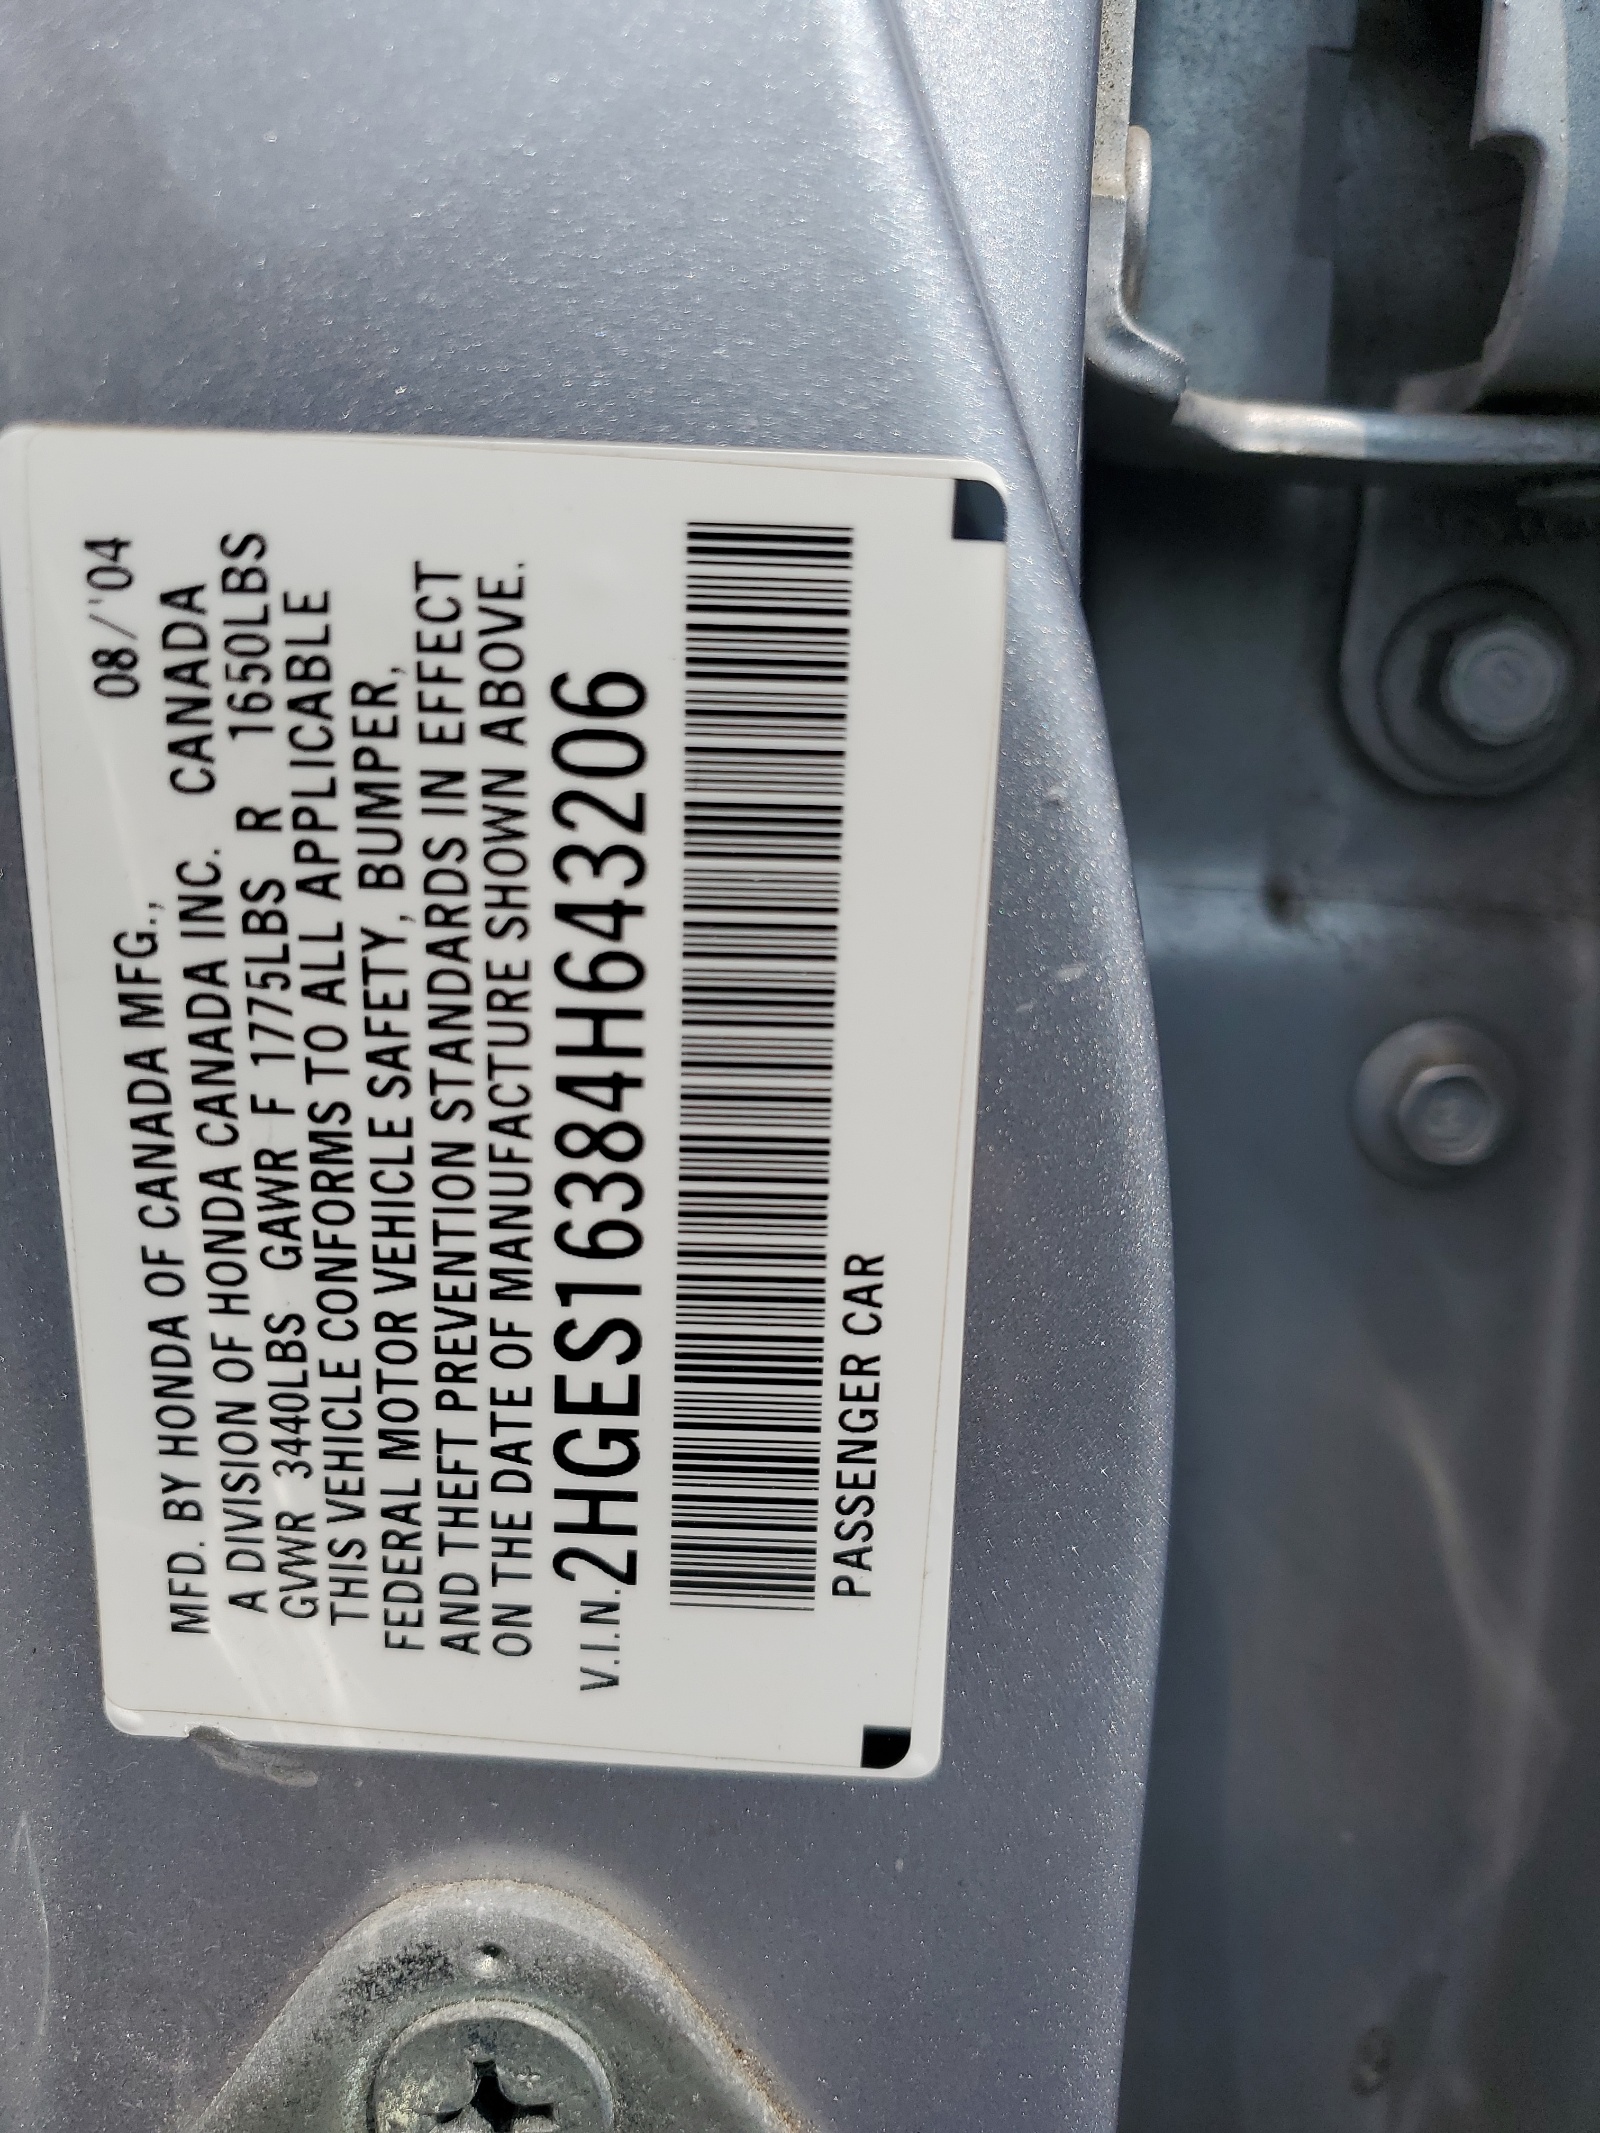 MFD. BY HONDA OF CANADA MFG., 08/'04
A DIVISION OF HONDA CANADA INC. CANADA
GVWR 3440LBS GAWR F 1775LBS R 1650LBS
THIS VEHICLE CONFORMS TO ALL APPLICABLE
FEDERAL MOTOR VEHICLE SAFETY, BUMPER,
AND THEFT PREVENTION STANDARDS IN EFFECT
ON THE DATE OF MANUFACTURE SHOWN ABOVE.
V.I.N. 2HGES16384H643206
PASSENGER CAR